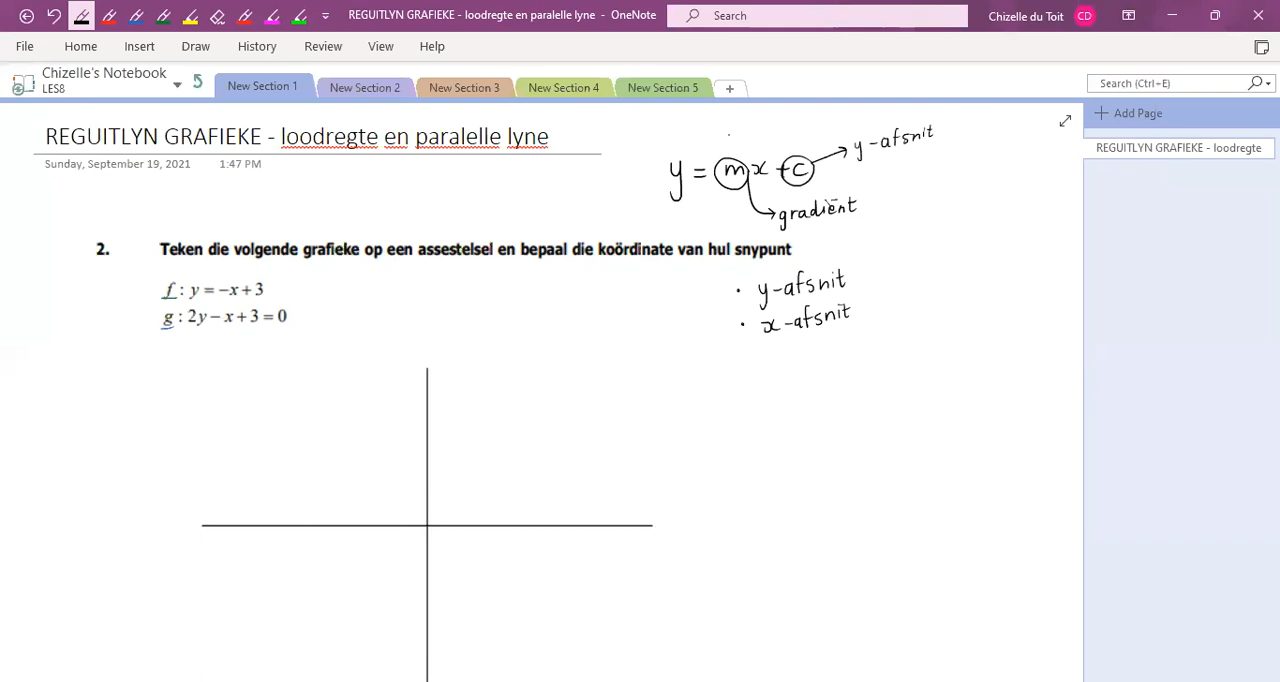 REGUITLYN GRAFIEKE - loodregte en paralelle lyne - OneNote
Search
Chizelle du Toit
CD
File Home Insert Draw History Review View Help
Chizelle's Notebook
LES8
New Section 1 New Section 2 New Section 3 New Section 4 New Section 5 +
Search (Ctrl+E)
Add Page
REGUITLYN GRAFIEKE - loodregte
REGUITLYN GRAFIEKE - loodregte en paralelle lyne
Sunday, September 19, 2021 1:47 PM
y = mx + c
y-afsnit
gradiënt
2. Teken die volgende grafieke op een assestelsel en bepaal die koördinate van hul snypunt
f : y = −x + 3
g : 2y − x + 3 = 0
· y-afsnit
· x-afsnit